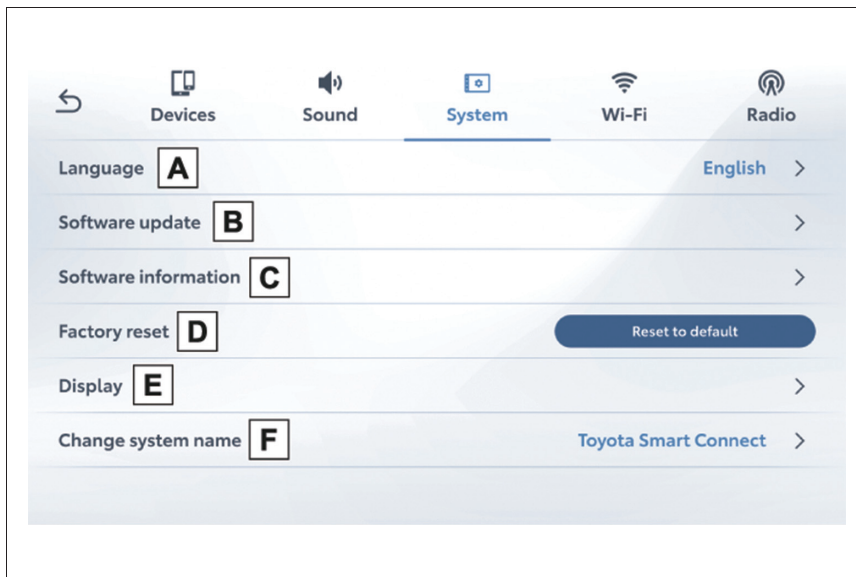 Devices Sound System Wi-Fi Radio
Language A English
Software update B
Software information C
Factory reset D Reset to default
Display E
Change system name F Toyota Smart Connect